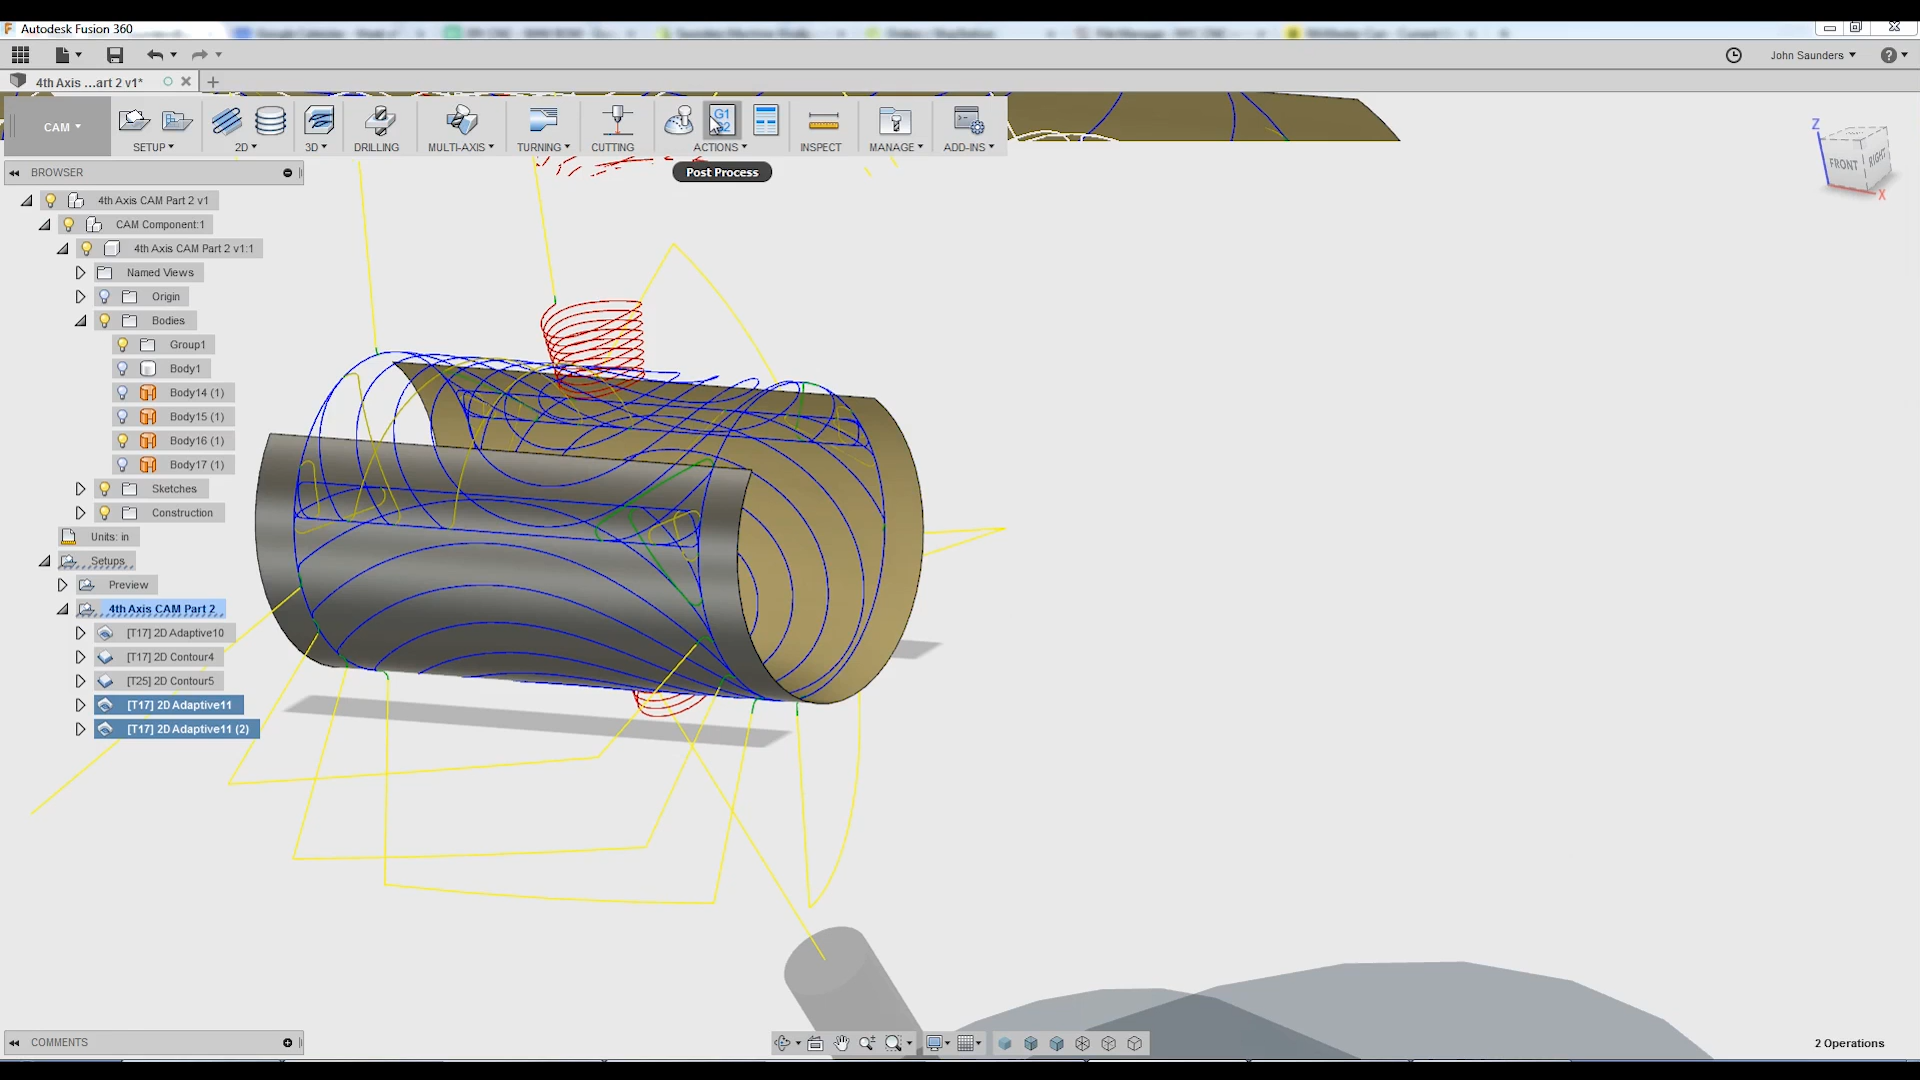 Autodesk Fusion 360
John Saunders
4th Axis ...art 2 v1*
CAM
SETUP
2D
3D
DRILLING
MULTI-AXIS
TURNING
CUTTING
G1
ACTIONS
INSPECT
MANAGE
ADD-INS
Post Process
Z
FRONT
RIGHT
X
BROWSER
4th Axis CAM Part 2 v1
CAM Component:1
4th Axis CAM Part 2 v1:1
Named Views
Origin
Bodies
Group1
Body1
Body14 (1)
Body15 (1)
Body16 (1)
Body17 (1)
Sketches
Construction
Units: in
Setups
Preview
4th Axis CAM Part 2
[T17] 2D Adaptive10
[T17] 2D Contour4
[T25] 2D Contour5
[T17] 2D Adaptive11
[T17] 2D Adaptive11 (2)
COMMENTS
2 Operations